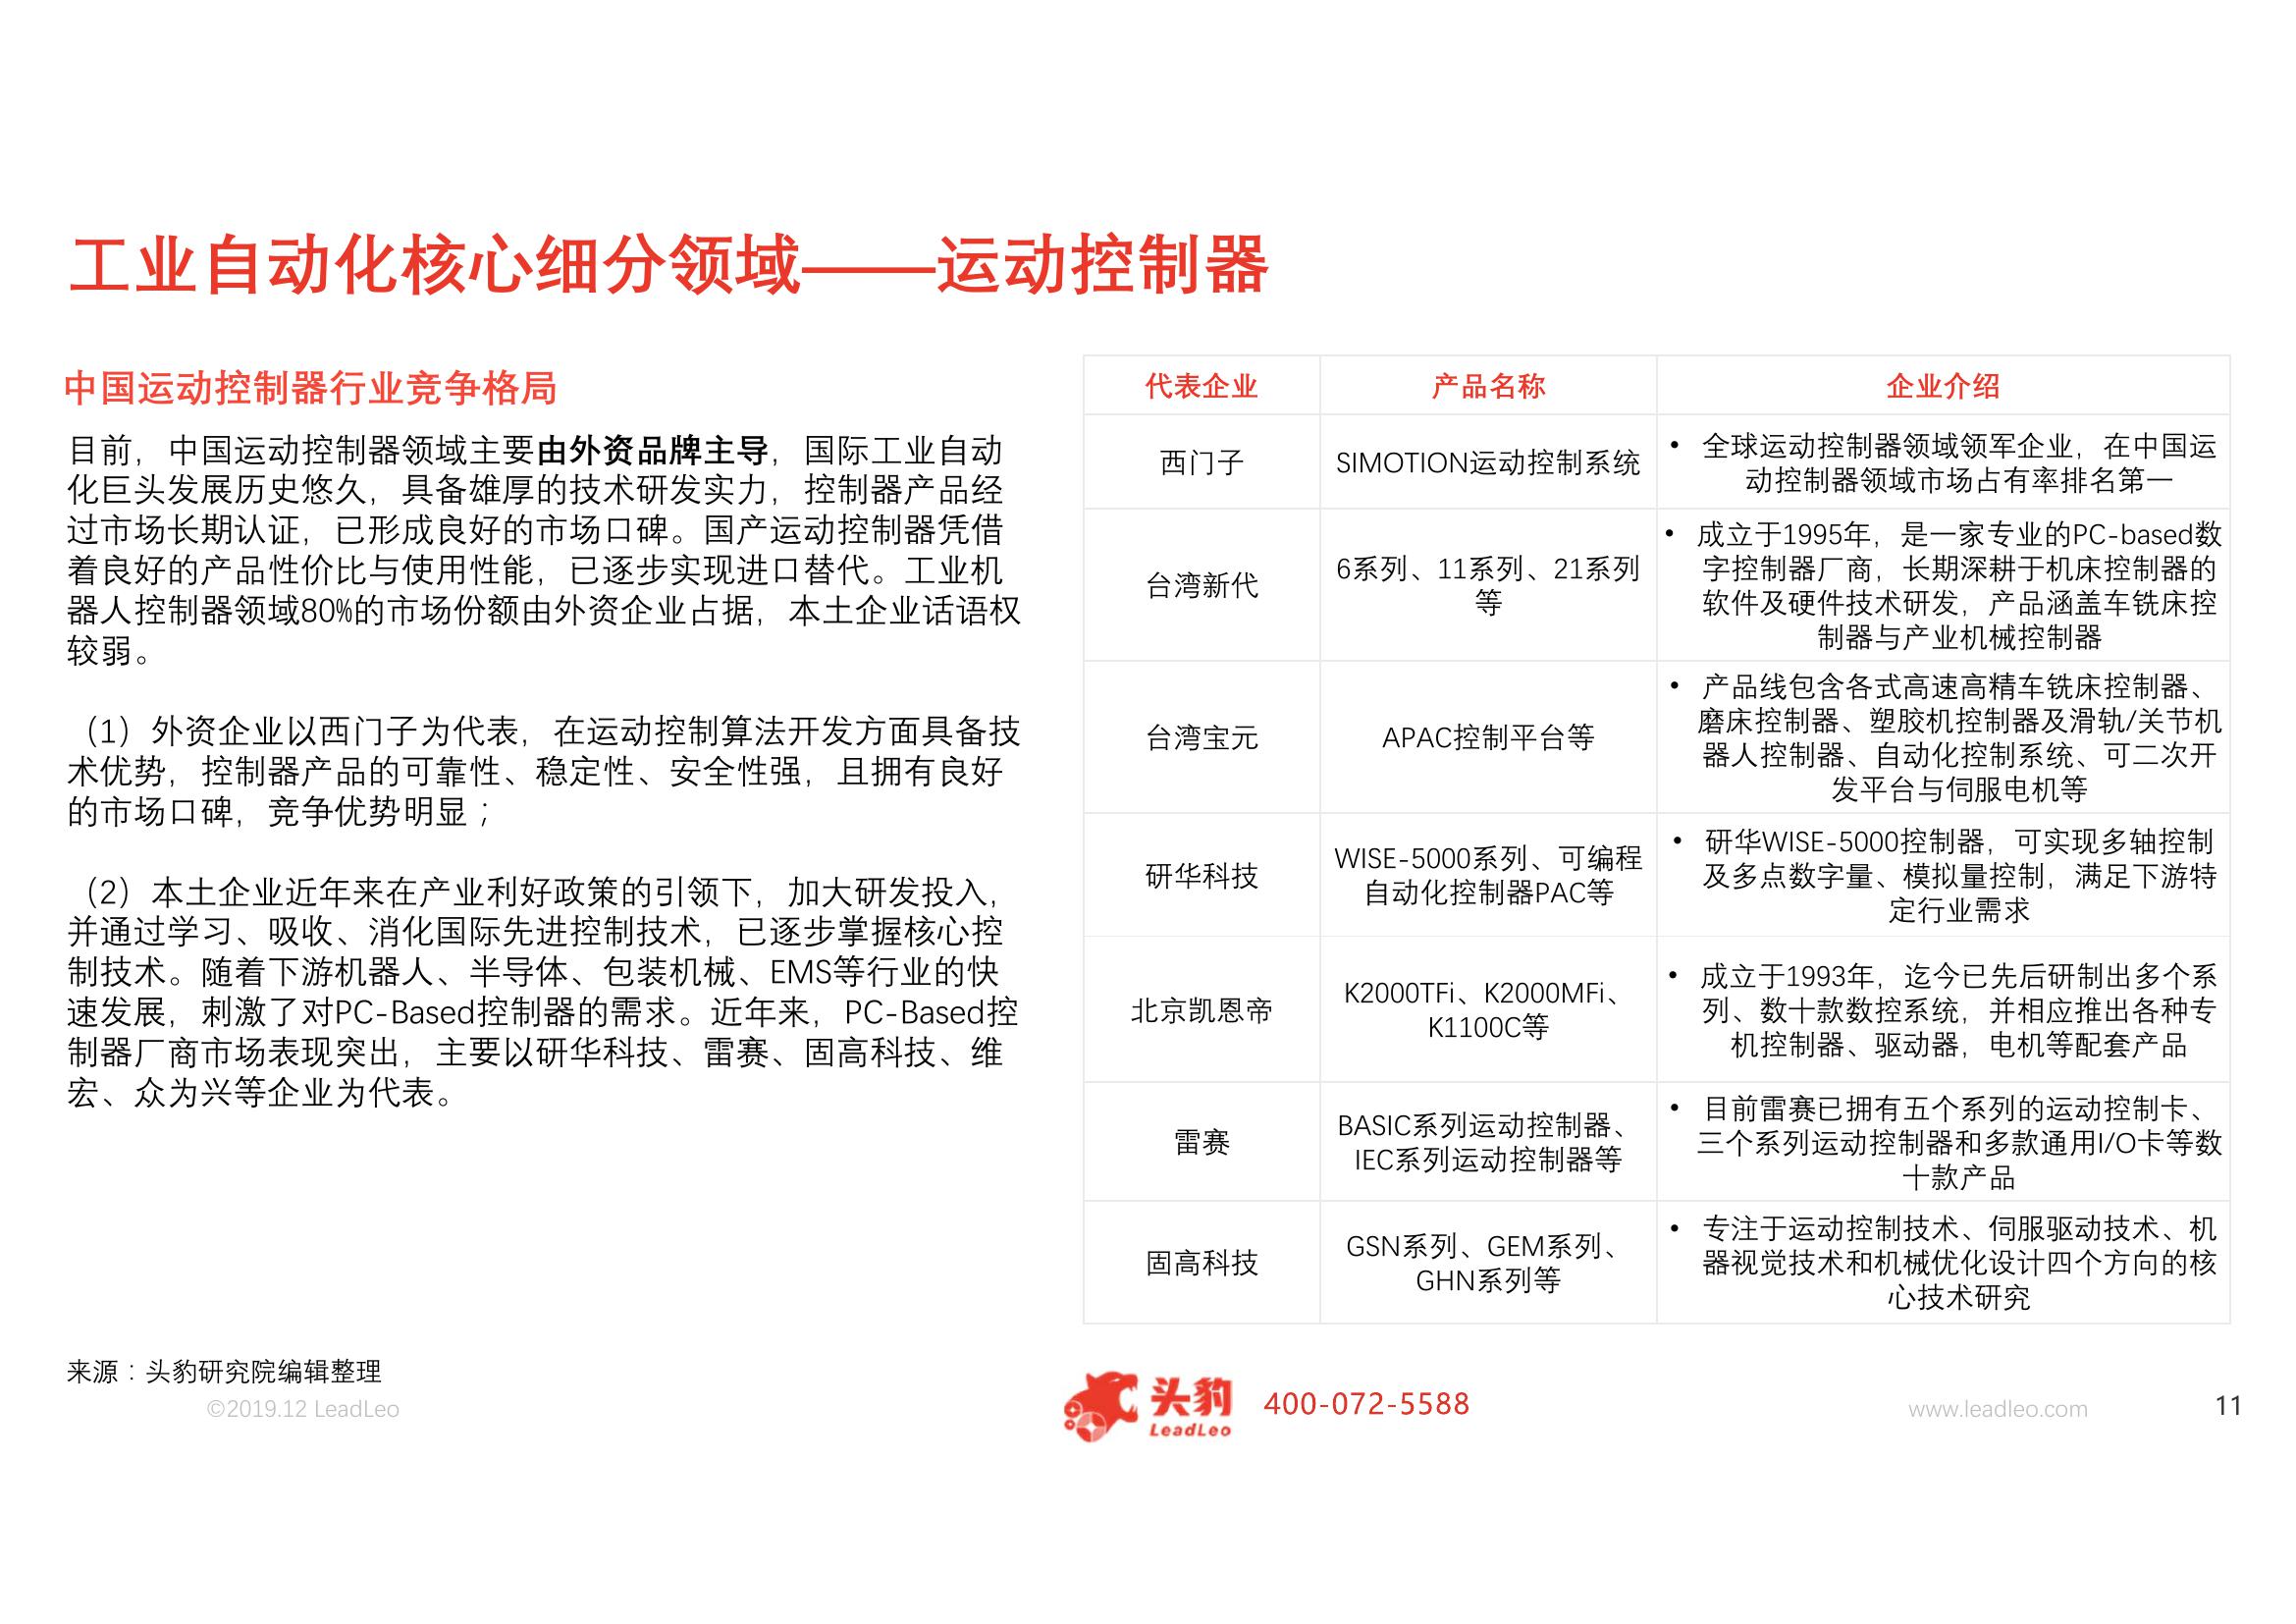 工业自动化核心细分领域——运动控制器
中国运动控制器行业竞争格局
目前，中国运动控制器领域主要由外资品牌主导，国际工业自动
化巨头发展历史悠久，具备雄厚的技术研发实力，控制器产品经
过市场长期认证，已形成良好的市场口碑。国产运动控制器凭借
着良好的产品性价比与使用性能，已逐步实现进口替代。工业机
器人控制器领域80%的市场份额由外资企业占据，本土企业话语权
较弱。
（1）外资企业以西门子为代表，在运动控制算法开发方面具备技
术优势，控制器产品的可靠性、稳定性、安全性强，且拥有良好
的市场口碑，竞争优势明显；
（2）本土企业近年来在产业利好政策的引领下，加大研发投入，
并通过学习、吸收、消化国际先进控制技术，已逐步掌握核心控
制技术。随着下游机器人、半导体、包装机械、EMS等行业的快
速发展，刺激了对PC-Based控制器的需求。近年来，PC-Based控
制器厂商市场表现突出，主要以研华科技、雷赛、固高科技、维
宏、众为兴等企业为代表。
代表企业 产品名称 企业介绍
西门子
SIMOTION运动控制系统
• 全球运动控制器领域领军企业，在中国运
动控制器领域市场占有率排名第一
台湾新代
6系列、11系列、21系列
等
• 成立于1995年，是一家专业的PC-based数
字控制器厂商，长期深耕于机床控制器的
软件及硬件技术研发，产品涵盖车铣床控
制器与产业机械控制器
台湾宝元
APAC控制平台等
• 产品线包含各式高速高精车铣床控制器、
磨床控制器、塑胶机控制器及滑轨/关节机
器人控制器、自动化控制系统、可二次开
发平台与伺服电机等
研华科技
WISE-5000系列、可编程
自动化控制器PAC等
• 研华WISE-5000控制器，可实现多轴控制
及多点数字量、模拟量控制，满足下游特
定行业需求
北京凯恩帝
K2000TFi、K2000MFi、
K1100C等
• 成立于1993年，迄今已先后研制出多个系
列、数十款数控系统，并相应推出各种专
机控制器、驱动器，电机等配套产品
雷赛
BASIC系列运动控制器、
IEC系列运动控制器等
• 目前雷赛已拥有五个系列的运动控制卡、
三个系列运动控制器和多款通用I/O卡等数
十款产品
固高科技
GSN系列、GEM系列、
GHN系列等
• 专注于运动控制技术、伺服驱动技术、机
器视觉技术和机械优化设计四个方向的核
心技术研究
来源：头豹研究院编辑整理
©2019.12 LeadLeo
头豹
LeadLeo
400-072-5588
www.leadleo.com
11